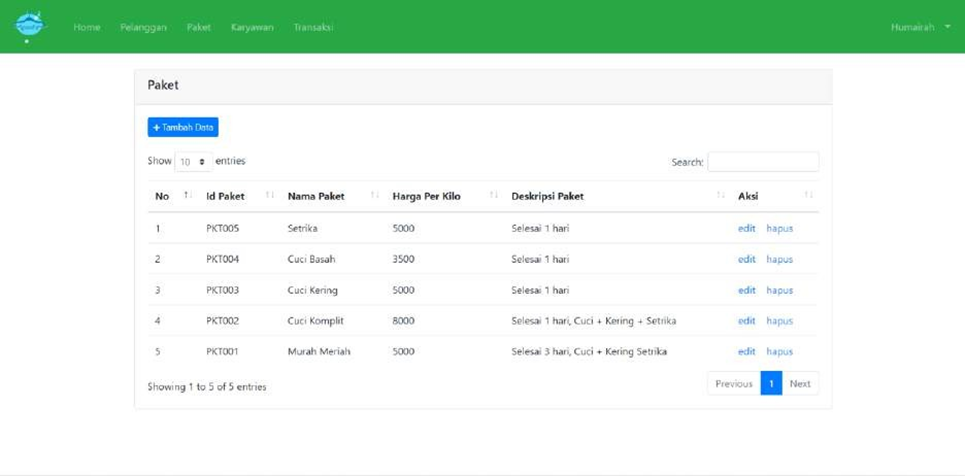 Home Pelanggan Paket Karyawan Transaksi Humairah
Paket
+ Tambah Data
Show 10 entries Search:
No Id Paket Nama Paket Harga Per Kilo Deskripsi Paket Aksi
1 PKT005 Setrika 5000 Selesai 1 hari edit hapus
2 PKT004 Cuci Basah 3500 Selesai 1 hari edit hapus
3 PKT003 Cuci Kering 5000 Selesai 1 hari edit hapus
4 PKT002 Cuci Komplit 8000 Selesai 1 hari, Cuci + Kering + Setrika edit hapus
5 PKT001 Murah Meriah 5000 Selesai 3 hari, Cuci + Kering Setrika edit hapus
Showing 1 to 5 of 5 entries Previous 1 Next